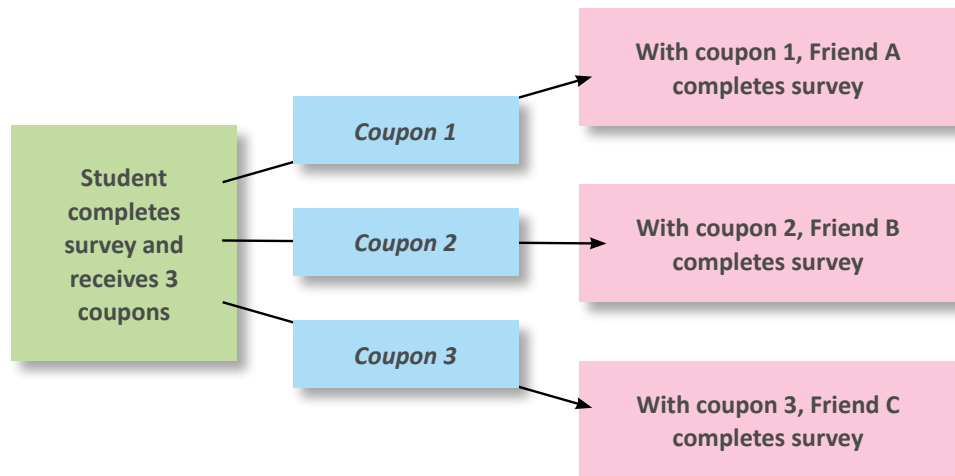 Student
completes
survey and
receives 3
coupons
Coupon 1
Coupon 2
Coupon 3
With coupon 1, Friend A
completes survey
With coupon 2, Friend B
completes survey
With coupon 3, Friend C
completes survey